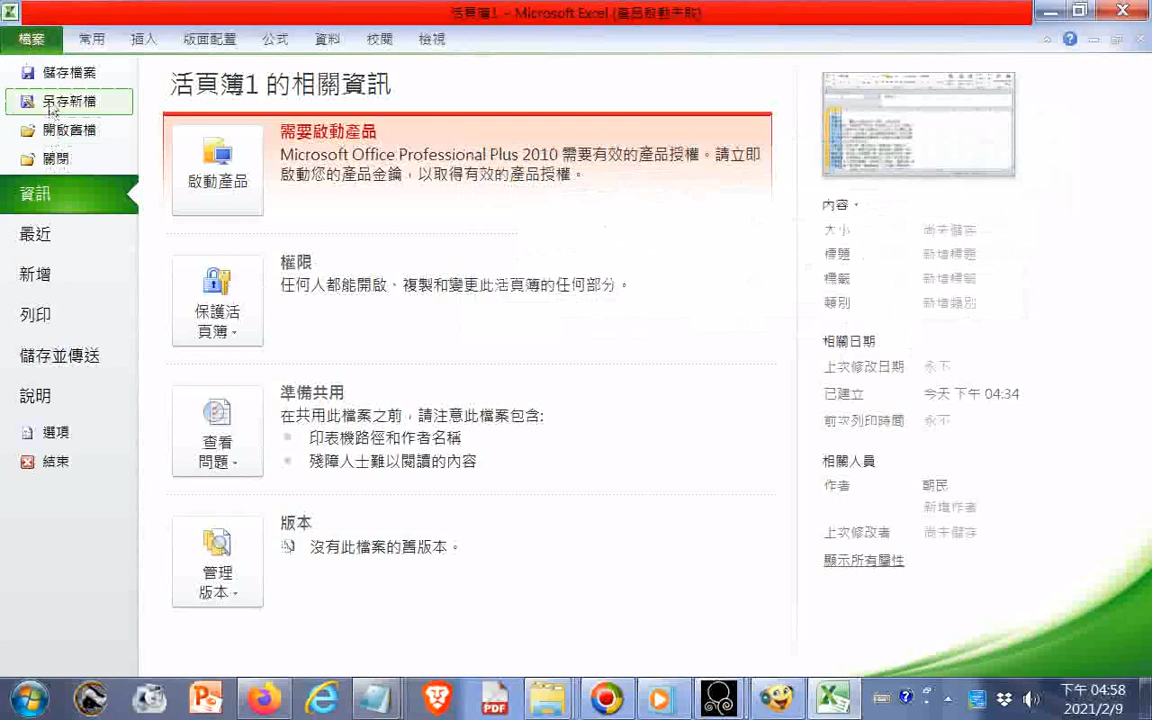 活頁簿1 - Microsoft Excel (產品啟動失敗)
檔案 常用 插入 版面配置 公式 資料 校閱 檢視
儲存檔案
另存新檔
開啟舊檔
關閉
資訊
最近
新增
列印
儲存並傳送
說明
選項
結束
活頁簿1 的相關資訊
啟動產品
需要啟動產品
Microsoft Office Professional Plus 2010 需要有效的產品授權。請立即
啟動您的產品金鑰，以取得有效的產品授權。
保護活
頁簿
權限
任何人都能開啟、複製和變更此活頁簿的任何部分。
查看
問題
準備共用
在共用此檔案之前，請注意此檔案包含:
印表機路徑和作者名稱
殘障人士難以閱讀的內容
管理
版本
版本
沒有此檔案的舊版本。
內容
大小 尚未儲存
標題 新增標題
標籤 新增標籤
類別 新增類別
相關日期
上次修改日期 永不
已建立 今天 下午 04:34
前次列印時間 永不
相關人員
作者 朝民
新增作者
上次修改者 尚未儲存
顯示所有屬性
PDF
下午 04:58
2021/2/9